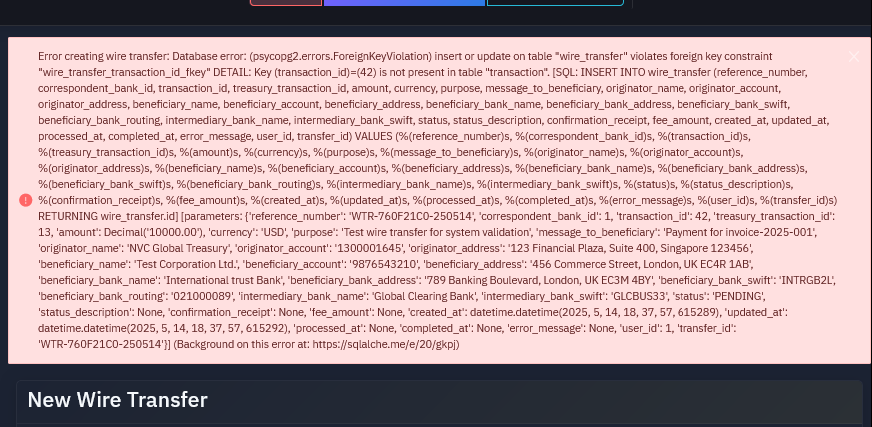 Error creating wire transfer: Database error: (psycopg2.errors.ForeignKeyViolation) insert or update on table "wire_transfer" violates foreign key constraint
"wire_transfer_transaction_id_fkey" DETAIL: Key (transaction_id)=(42) is not present in table "transaction". [SQL: INSERT INTO wire_transfer (reference_number,
correspondent_bank_id, transaction_id, treasury_transaction_id, amount, currency, purpose, message_to_beneficiary, originator_name, originator_account,
originator_address, beneficiary_name, beneficiary_account, beneficiary_address, beneficiary_bank_name, beneficiary_bank_address, beneficiary_bank_swift,
beneficiary_bank_routing, intermediary_bank_name, intermediary_bank_swift, status, status_description, confirmation_receipt, fee_amount, created_at, updated_at,
processed_at, completed_at, error_message, user_id, transfer_id) VALUES (%(reference_number)s, %(correspondent_bank_id)s, %(transaction_id)s,
%(treasury_transaction_id)s, %(amount)s, %(currency)s, %(purpose)s, %(message_to_beneficiary)s, %(originator_name)s, %(originator_account)s,
%(originator_address)s, %(beneficiary_name)s, %(beneficiary_account)s, %(beneficiary_address)s, %(beneficiary_bank_name)s, %(beneficiary_bank_address)s,
%(beneficiary_bank_swift)s, %(beneficiary_bank_routing)s, %(intermediary_bank_name)s, %(intermediary_bank_swift)s, %(status)s, %(status_description)s,
%(confirmation_receipt)s, %(fee_amount)s, %(created_at)s, %(updated_at)s, %(processed_at)s, %(completed_at)s, %(error_message)s, %(user_id)s, %(transfer_id)s)
RETURNING wire_transfer.id] [parameters: {'reference_number': 'WTR-760F21C0-250514', 'correspondent_bank_id': 1, 'transaction_id': 42, 'treasury_transaction_id':
13, 'amount': Decimal('10000.00'), 'currency': 'USD', 'purpose': 'Test wire transfer for system validation', 'message_to_beneficiary': 'Payment for invoice-2025-001',
'originator_name': 'NVC Global Treasury', 'originator_account': '1300001645', 'originator_address': '123 Financial Plaza, Suite 400, Singapore 123456',
'beneficiary_name': 'Test Corporation Ltd.', 'beneficiary_account': '9876543210', 'beneficiary_address': '456 Commerce Street, London, UK EC4R 1AB',
'beneficiary_bank_name': 'International trust Bank', 'beneficiary_bank_address': '789 Banking Boulevard, London, UK EC3M 4BY', 'beneficiary_bank_swift': 'INTRGB2L',
'beneficiary_bank_routing': '021000089', 'intermediary_bank_name': 'Global Clearing Bank', 'intermediary_bank_swift': 'GLCBUS33', 'status': 'PENDING',
'status_description': None, 'confirmation_receipt': None, 'fee_amount': None, 'created_at': datetime.datetime(2025, 5, 14, 18, 37, 57, 615289), 'updated_at':
datetime.datetime(2025, 5, 14, 18, 37, 57, 615292), 'processed_at': None, 'completed_at': None, 'error_message': None, 'user_id': 1, 'transfer_id':
'WTR-760F21C0-250514'}] (Background on this error at: https://sqlalche.me/e/20/gkpj)
New Wire Transfer